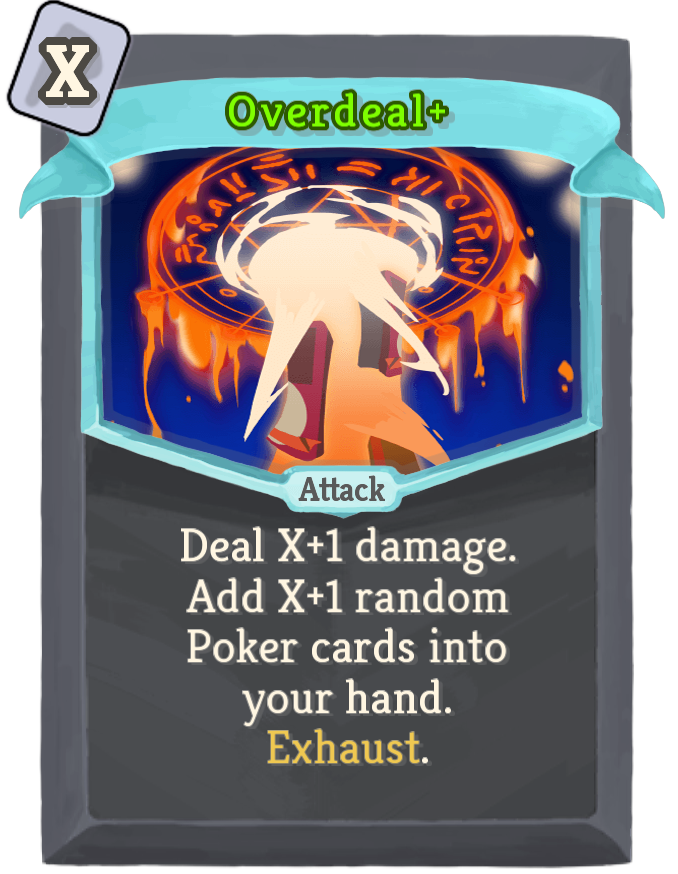 X
Overdeal+
Attack
Deal X+1 damage.
Add X+1 random
Poker cards into
your hand.
Exhaust.